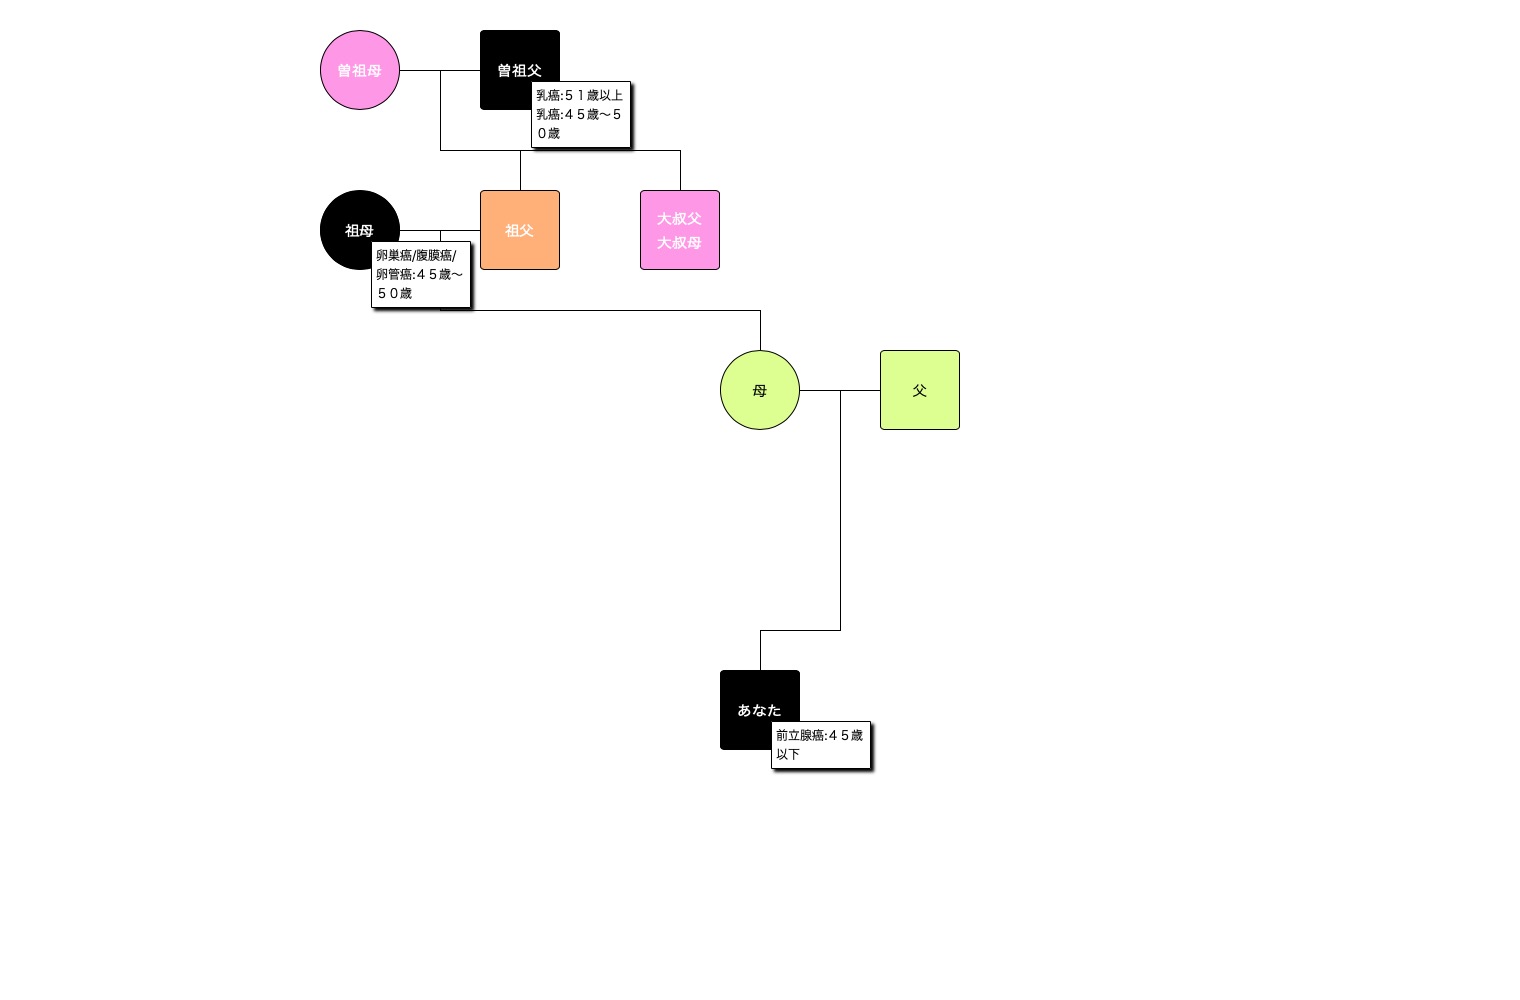 曽祖母
曽祖父
乳癌:５１歳以上
乳癌:４５歳～５
０歳
祖母
祖父
大叔父
大叔母
卵巣癌/腹膜癌/
卵管癌:４５歳～
５０歳
母
父
あなた
前立腺癌:４５歳
以下